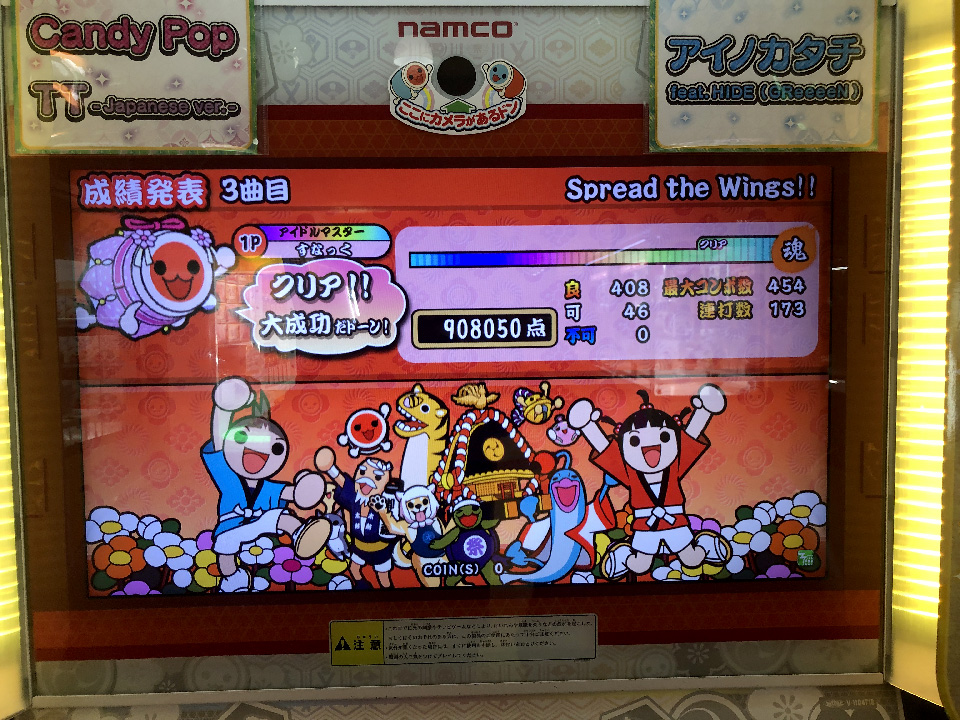 Candy Pop
TT -Japanese ver.-
namco
ここにカメラがあるドン
アイノカタチ
feat.HIDE(GReeeeN)
成績発表 3曲目
Spread the Wings!!
1P アイドルマスター
すなっく
クリア!!
大成功だドーン!
クリア
魂
908050点
良 408
可 46
不可 0
最大コンボ数 454
連打数 173
祭
COIN(S) 0
注意